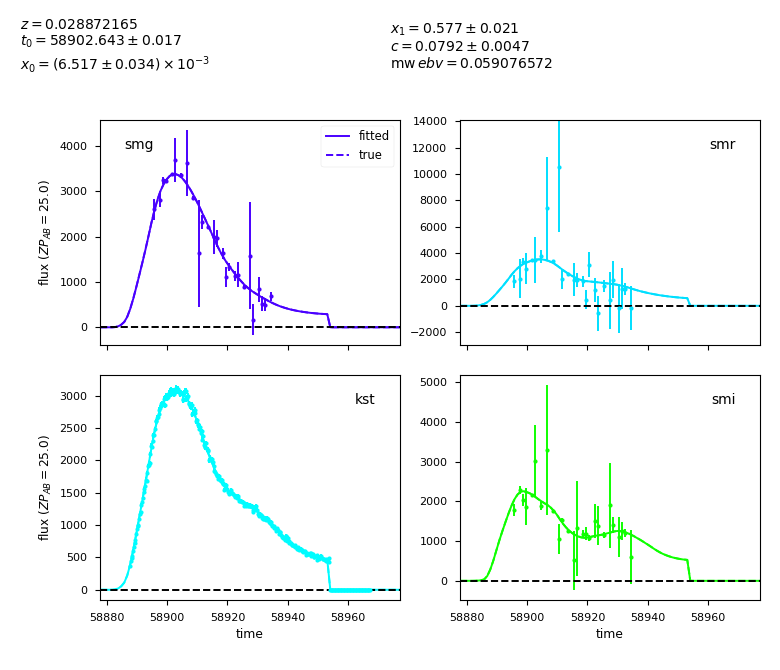 z = 0.028872165
t₀ = 58902.643 ± 0.017
x₀ = (6.517 ± 0.034) × 10⁻³
x₁ = 0.577 ± 0.021
c = 0.0792 ± 0.0047
mw ebv = 0.059076572
smg
fitted
true
4000
3000
2000
1000
0
flux (ZP_AB = 25.0)
smr
14000
12000
10000
8000
6000
4000
2000
0
−2000
kst
3000
2500
2000
1500
1000
500
0
flux (ZP_AB = 25.0)
58880 58900 58920 58940 58960
time
smi
5000
4000
3000
2000
1000
0
58880 58900 58920 58940 58960
time